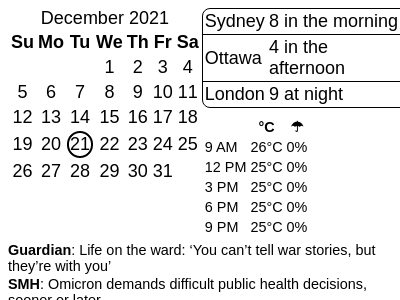 December 2021
Su Mo Tu We Th Fr Sa
1 2 3 4
5 6 7 8 9 10 11
12 13 14 15 16 17 18
19 20 21 22 23 24 25
26 27 28 29 30 31
Sydney 8 in the morning
Ottawa 4 in the
afternoon
London 9 at night
°C ☂
9 AM 26°C 0%
12 PM 25°C 0%
3 PM 25°C 0%
6 PM 25°C 0%
9 PM 25°C 0%
Guardian: Life on the ward: ‘You can’t tell war stories, but
they’re with you’
SMH: Omicron demands difficult public health decisions,
sooner or later